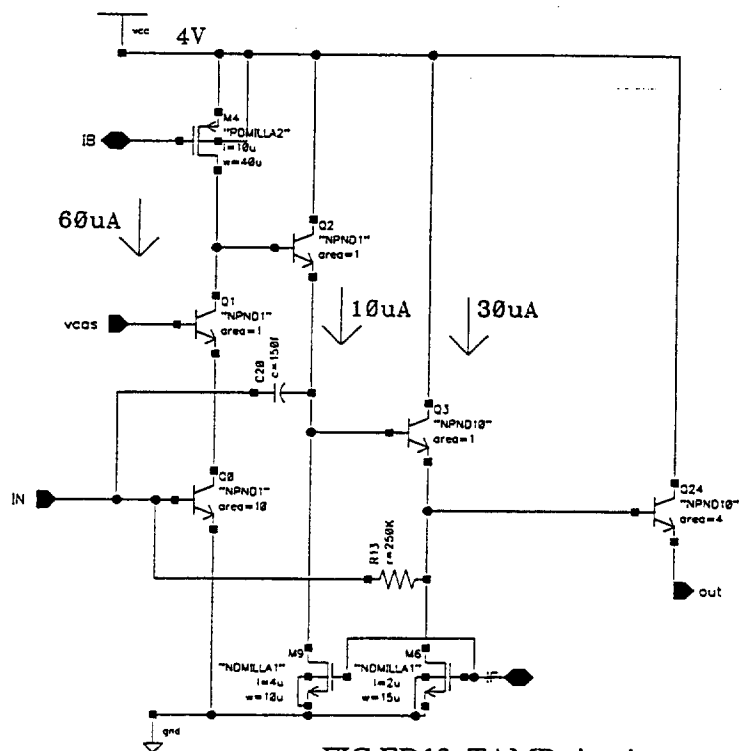 vcc
4V
M4
"PDMILLA2"
l=10u
w=40u
IB
60uA
Q2
"NPND1"
area=1
Q1
"NPND1"
area=1
vcas
10uA
30uA
C20
c=150f
Q3
"NPND10"
area=1
Q0
"NPND1"
area=10
IN
Q24
"NPND10"
area=4
R13
r=250K
out
M9
"NDMILLA1"
l=4u
w=10u
M6
"NDMILLA1"
l=2u
w=15u
gnd